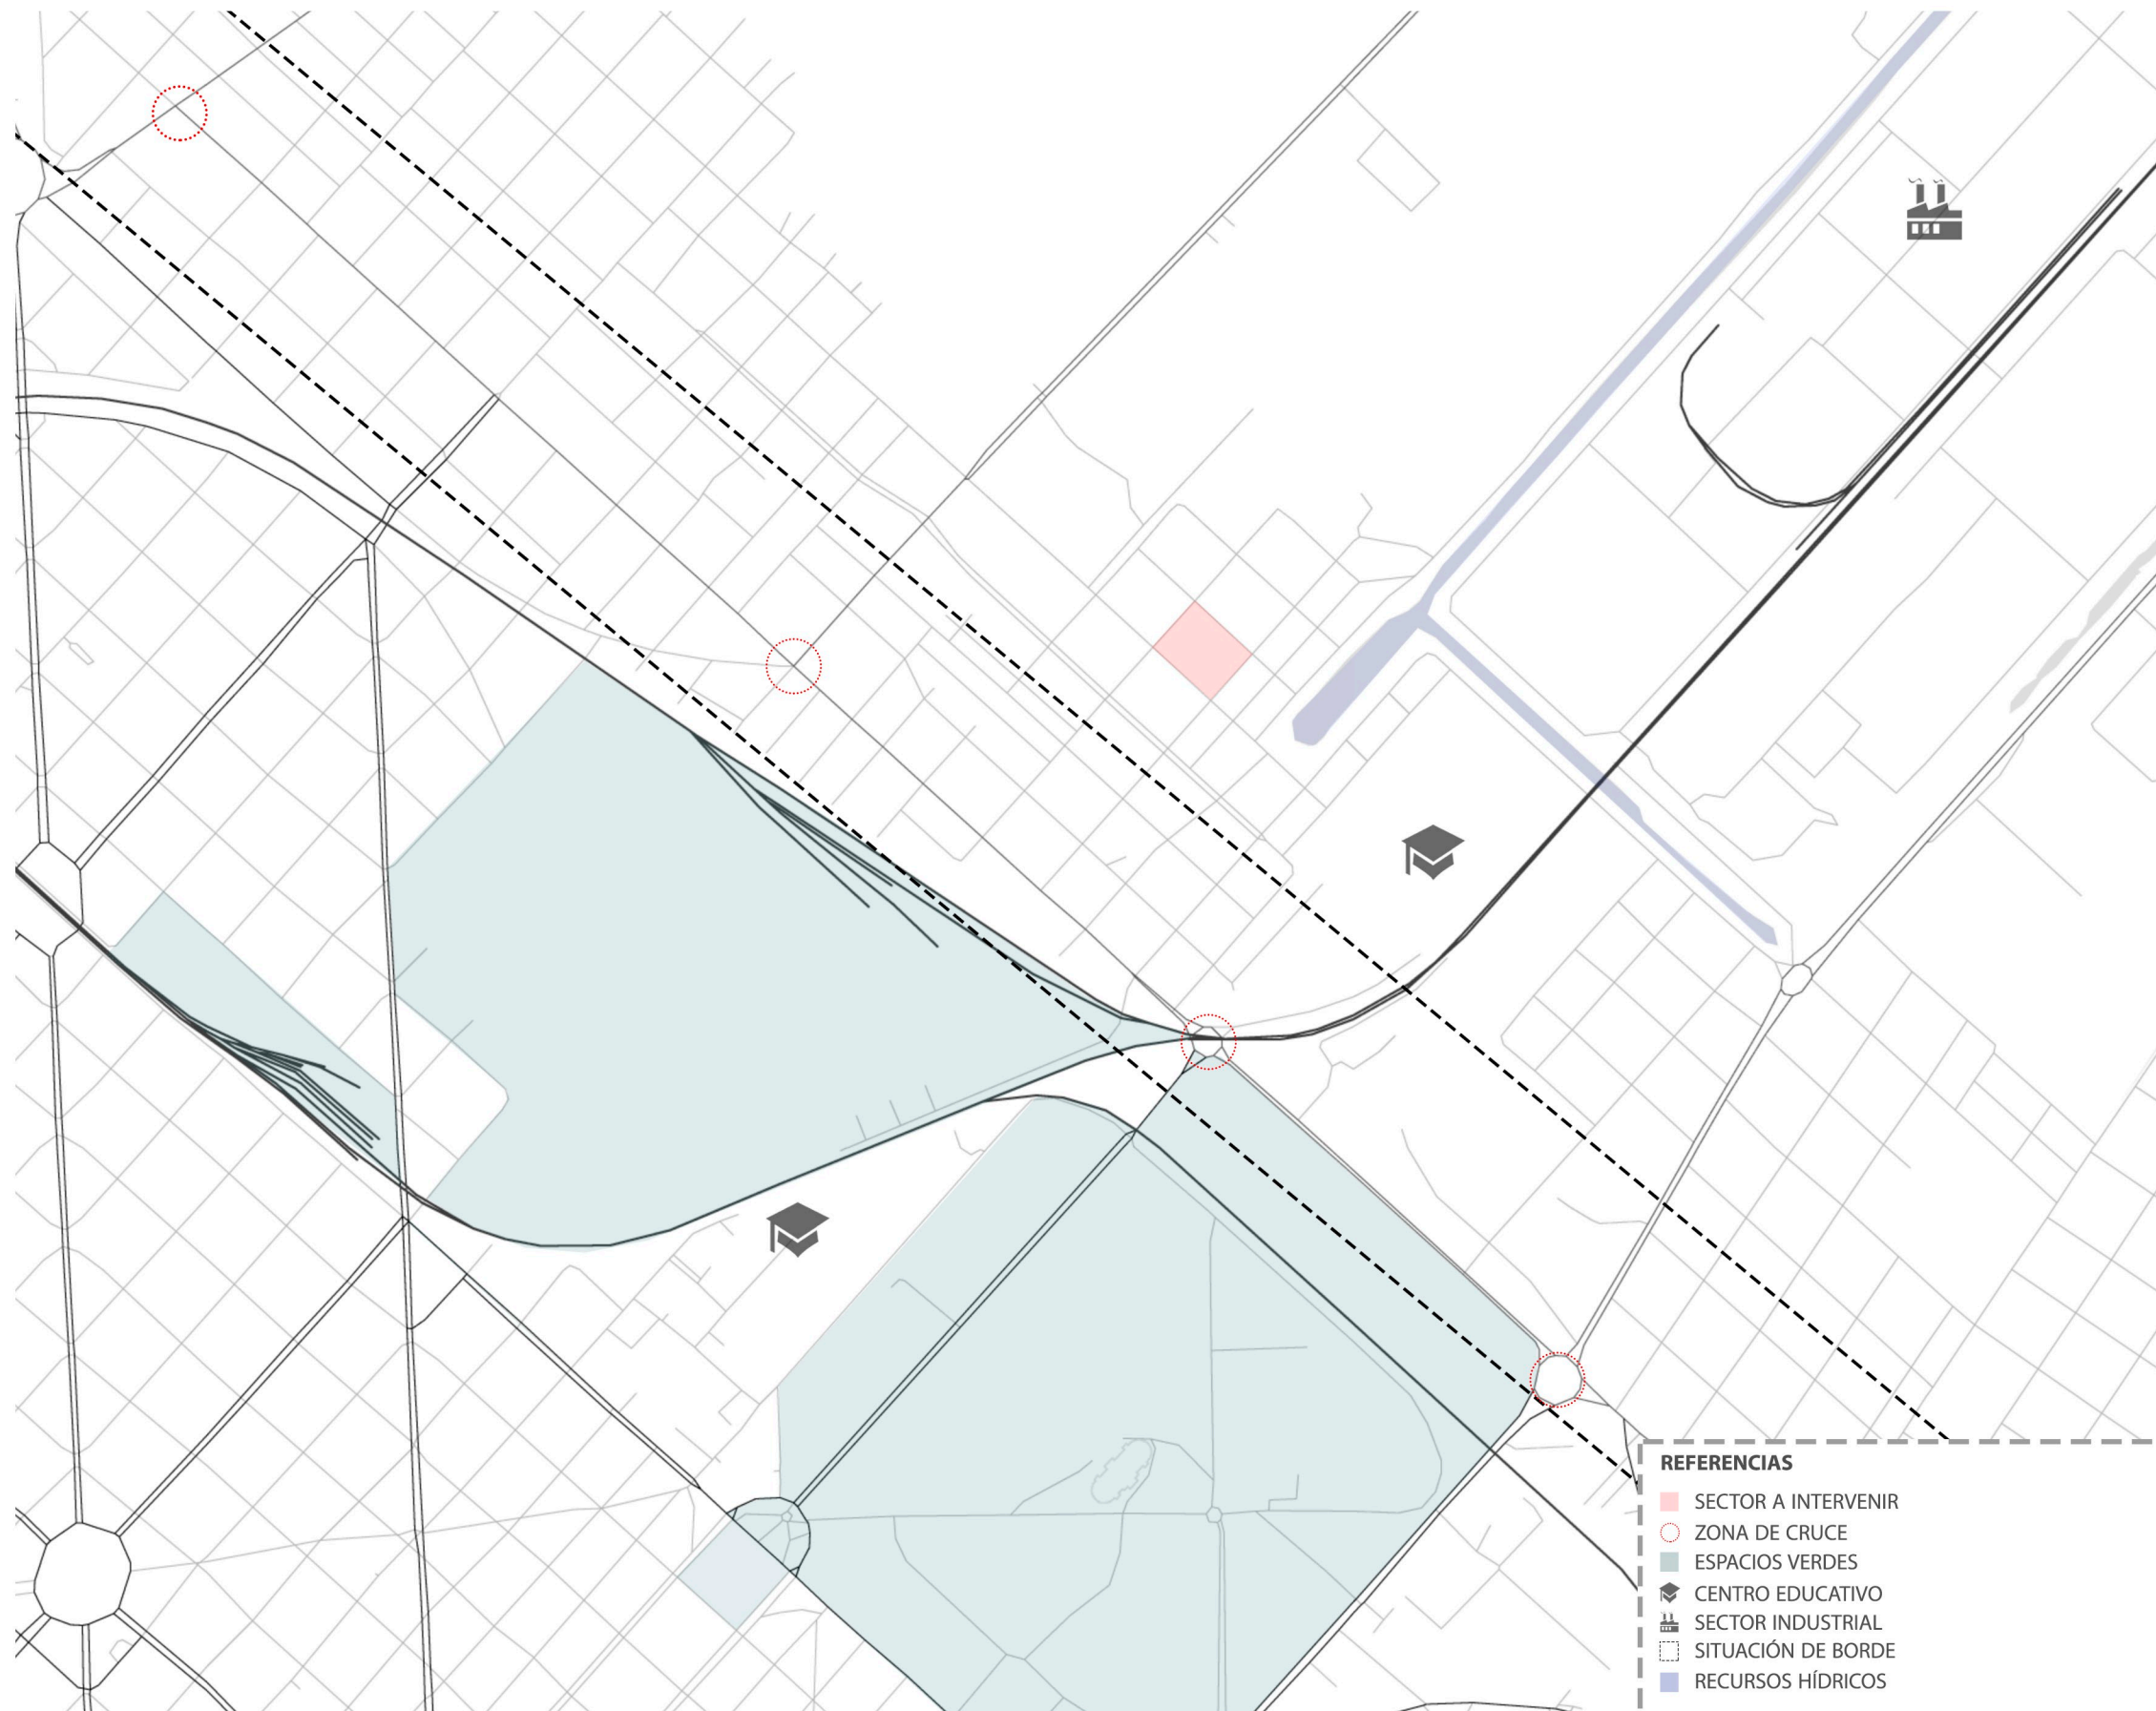 REFERENCIAS
SECTOR A INTERVENIR
ZONA DE CRUCE
ESPACIOS VERDES
CENTRO EDUCATIVO
SECTOR INDUSTRIAL
SITUACIÓN DE BORDE
RECURSOS HÍDRICOS